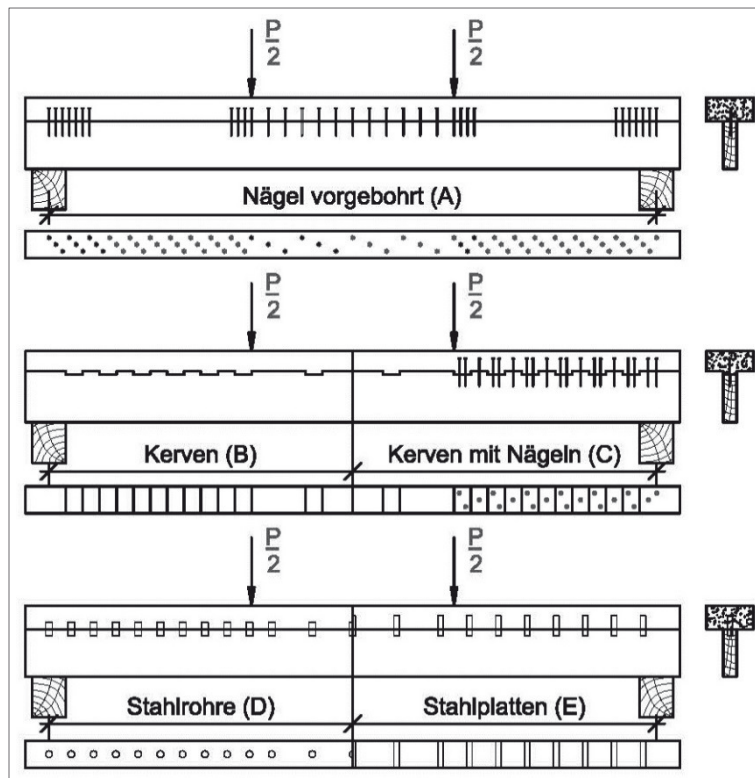 P/2 P/2
Nägel vorgebohrt (A)
P/2 P/2
Kerven (B) Kerven mit Nägeln (C)
P/2 P/2
Stahlrohre (D) Stahlplatten (E)